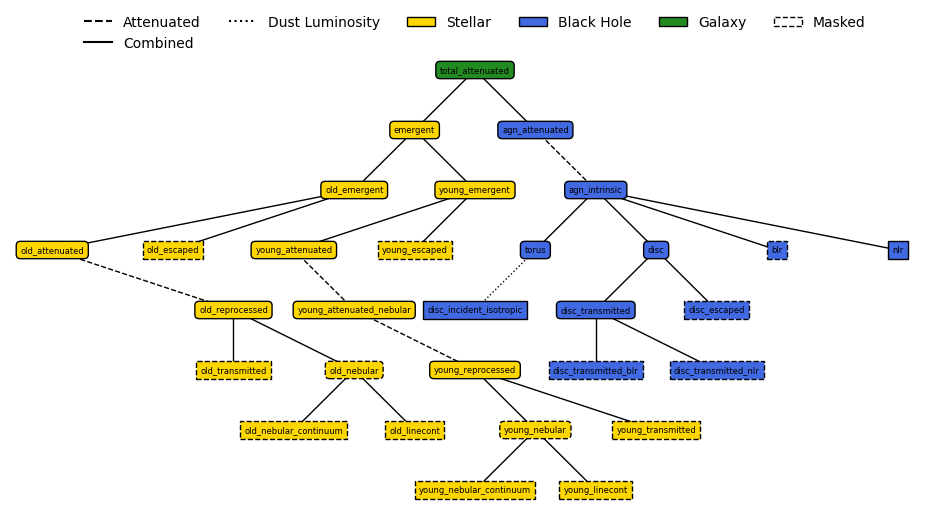 Attenuated
Dust Luminosity
Stellar
Black Hole
Galaxy
Masked
Combined
total_attenuated
emergent
agn_attenuated
old_emergent
young_emergent
agn_intrinsic
old_attenuated
old_escaped
young_attenuated
young_escaped
torus
disc
blr
nlr
old_reprocessed
young_attenuated_nebular
disc_incident_isotropic
disc_transmitted
disc_escaped
old_transmitted
old_nebular
young_reprocessed
disc_transmitted_blr
disc_transmitted_nlr
old_nebular_continuum
old_linecont
young_nebular
young_transmitted
young_nebular_continuum
young_linecont